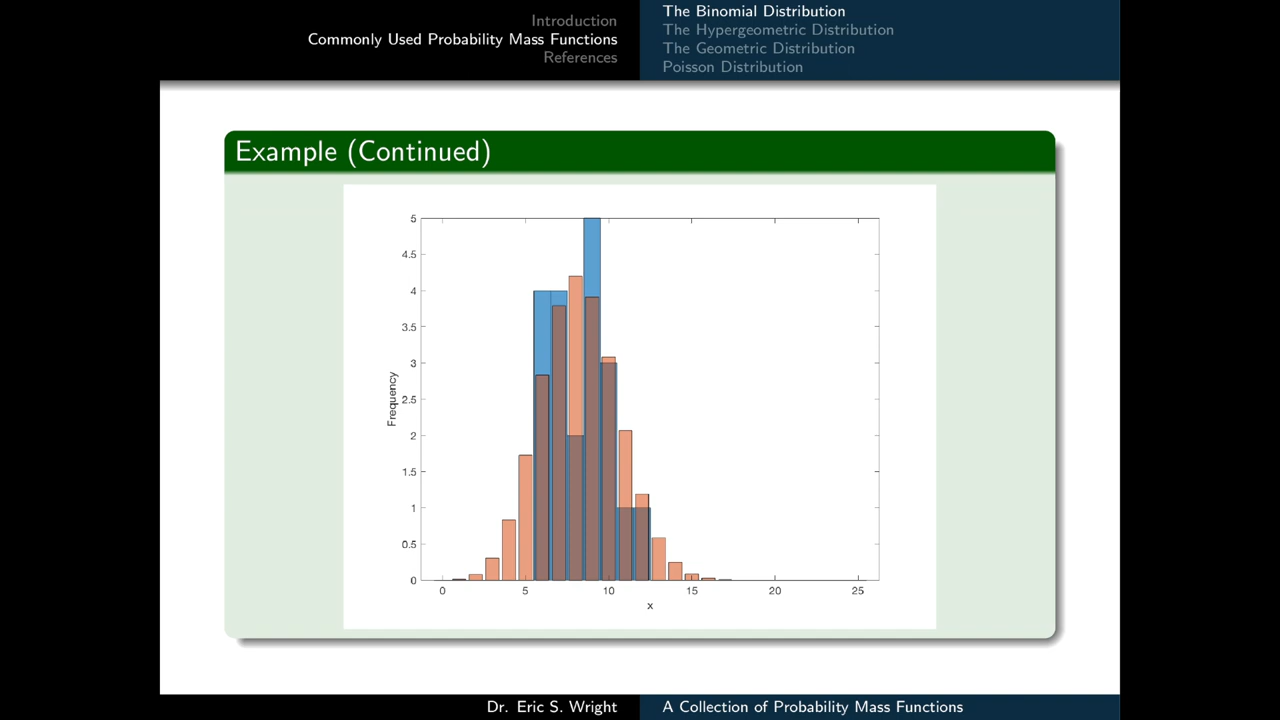 Introduction
Commonly Used Probability Mass Functions
References
The Binomial Distribution
The Hypergeometric Distribution
The Geometric Distribution
Poisson Distribution
Example (Continued)
5
4.5
4
3.5
3
2.5
2
1.5
1
0.5
0
Frequency
0 5 10 15 20 25
x
Dr. Eric S. Wright
A Collection of Probability Mass Functions